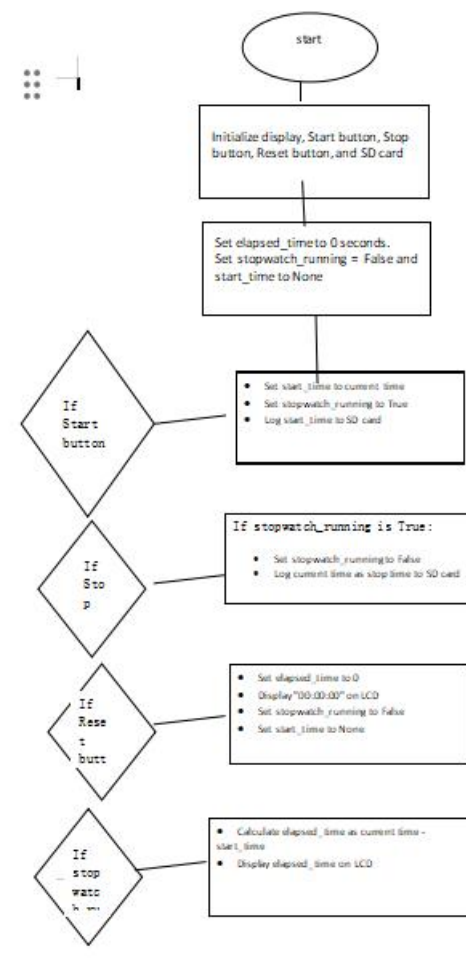 start
Initialize display, Start button, Stop
button, Reset button, and SD card
Set elapsed_time to 0 seconds.
Set stopwatch_running = False and
start_time to None
If
Start
button
• Set start_time to current time
• Set stopwatch_running to True
• Log start_time to SD card
If
Sto
p
If stopwatch_running is True:
• Set stopwatch_running to False
• Log current time as stop time to SD card
If
Rese
t
butt
• Set elapsed_time to 0
• Display "00:00:00" on LCD
• Set stopwatch_running to False
• Set start_time to None
If
stop
watc
• Calculate elapsed_time as current time -
start_time
• Display elapsed_time on LCD